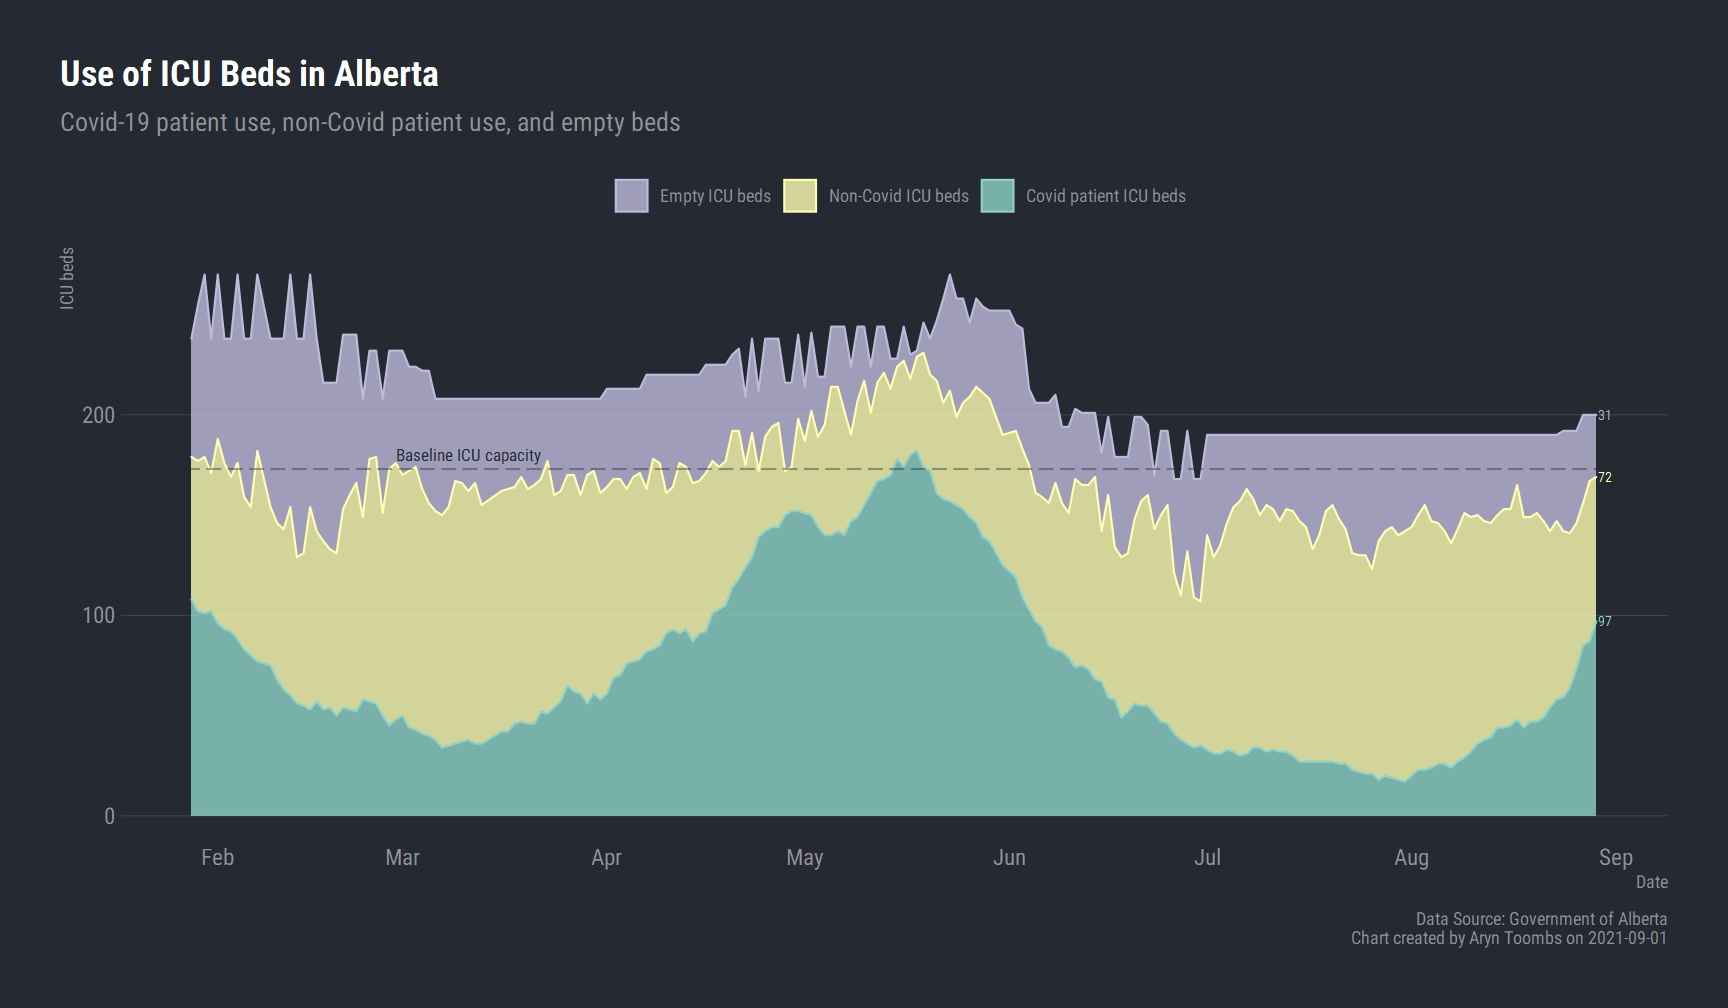 Use of ICU Beds in Alberta
Covid-19 patient use, non-Covid patient use, and empty beds
Empty ICU beds
Non-Covid ICU beds
Covid patient ICU beds
ICU beds
200
100
0
Baseline ICU capacity
31
72
97
Feb
Mar
Apr
May
Jun
Jul
Aug
Sep
Date
Data Source: Government of Alberta
Chart created by Aryn Toombs on 2021-09-01